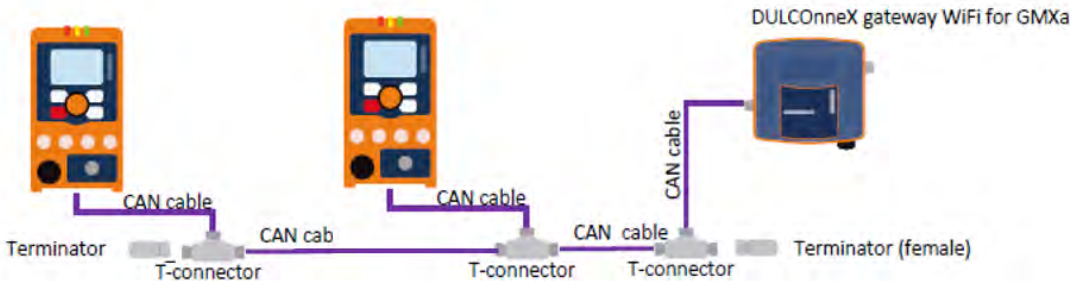 DULCOnneX gateway WiFi for GMXa
CAN cable
CAN cable
CAN cable
CAN cab
CAN cable
Terminator
T-connector
T-connector
T-connector
Terminator (female)